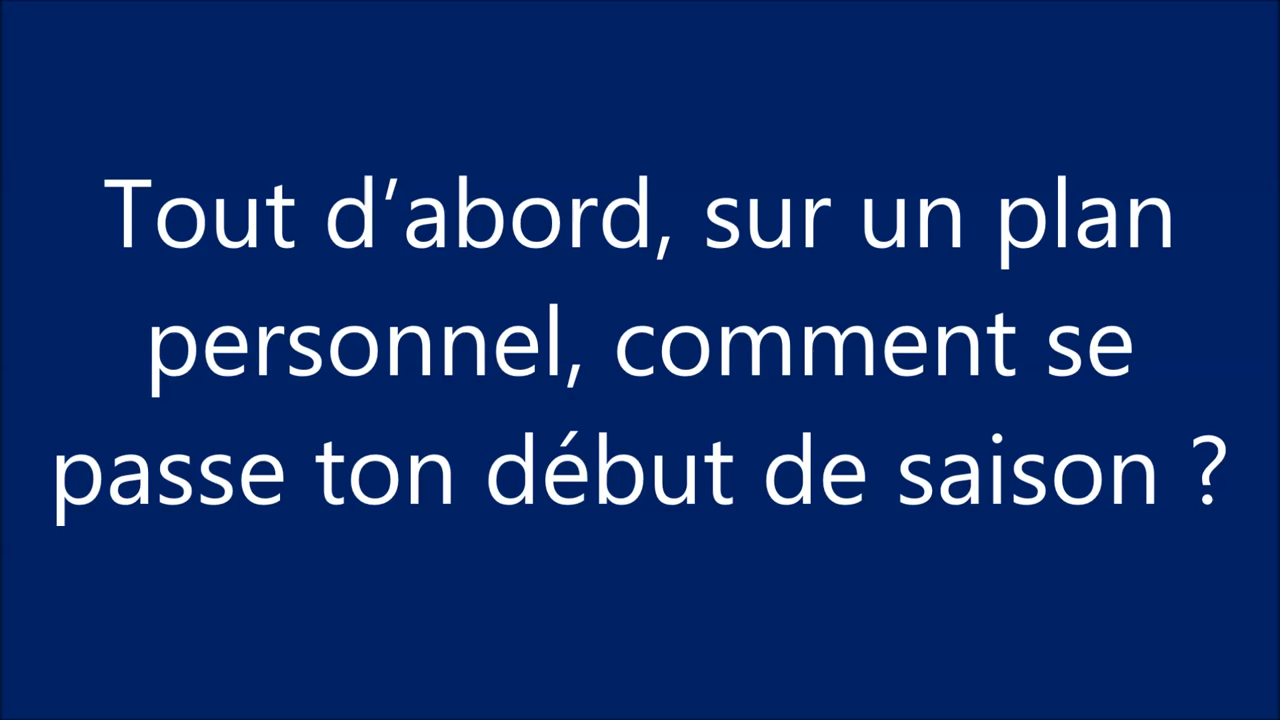 Tout d’abord, sur un plan
personnel, comment se
passe ton début de saison ?